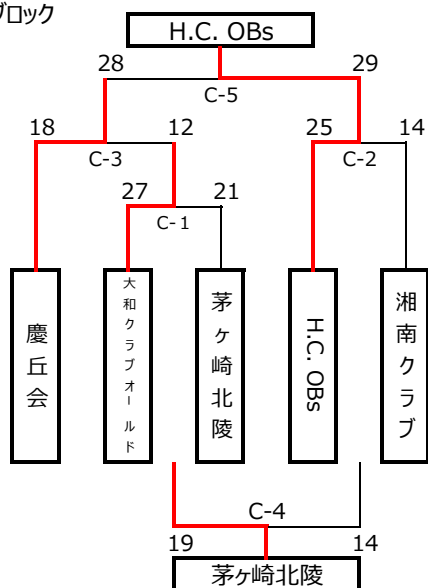 ブロック
H.C. OBs
28 29
C-5
18 12 25 14
C-3 C-2
27 21
C-1
慶丘会
大和クラブオールド
茅ヶ崎北陵
H.C. OBs
湘南クラブ
C-4
19 14
茅ヶ崎北陵